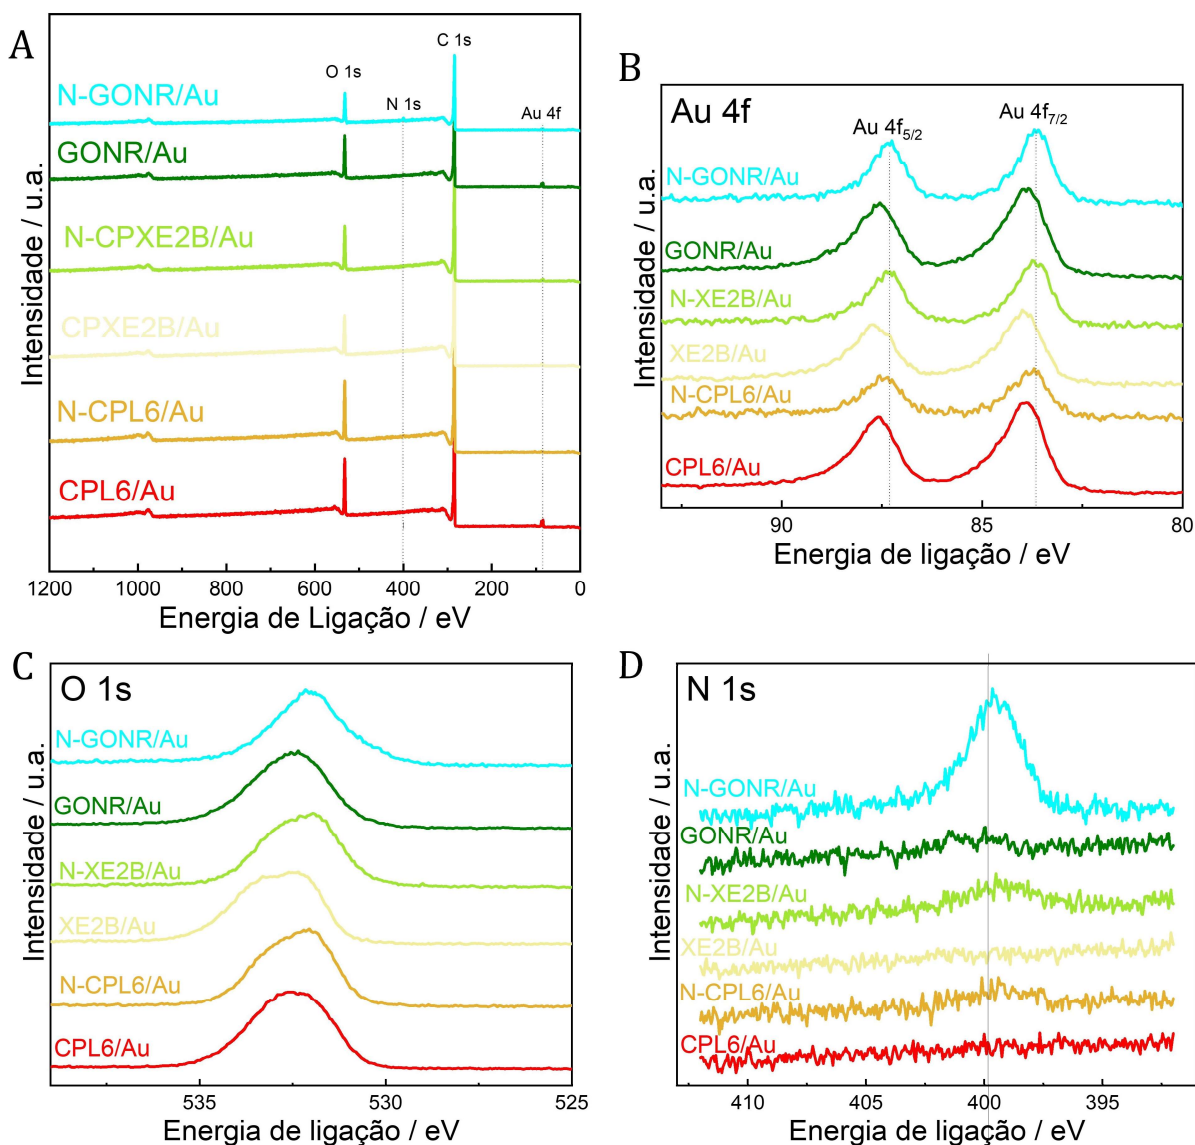 A
C 1s
O 1s
N 1s
Au 4f
N-GONR/Au
GONR/Au
N-CPXE2B/Au
CPXE2B/Au
N-CPL6/Au
CPL6/Au
Intensidade / u.a.
1200 1000 800 600 400 200 0
Energia de Ligação / eV
B
Au 4f
Au 4f5/2
Au 4f7/2
N-GONR/Au
GONR/Au
N-XE2B/Au
XE2B/Au
N-CPL6/Au
CPL6/Au
Intensidade / u.a.
90 85 80
Energia de ligação / eV
C
O 1s
N-GONR/Au
GONR/Au
N-XE2B/Au
XE2B/Au
N-CPL6/Au
CPL6/Au
Intensidade / u.a.
535 530 525
Energia de ligação / eV
D
N 1s
N-GONR/Au
GONR/Au
N-XE2B/Au
XE2B/Au
N-CPL6/Au
CPL6/Au
Intensidade / u.a.
410 405 400 395
Energia de ligação / eV